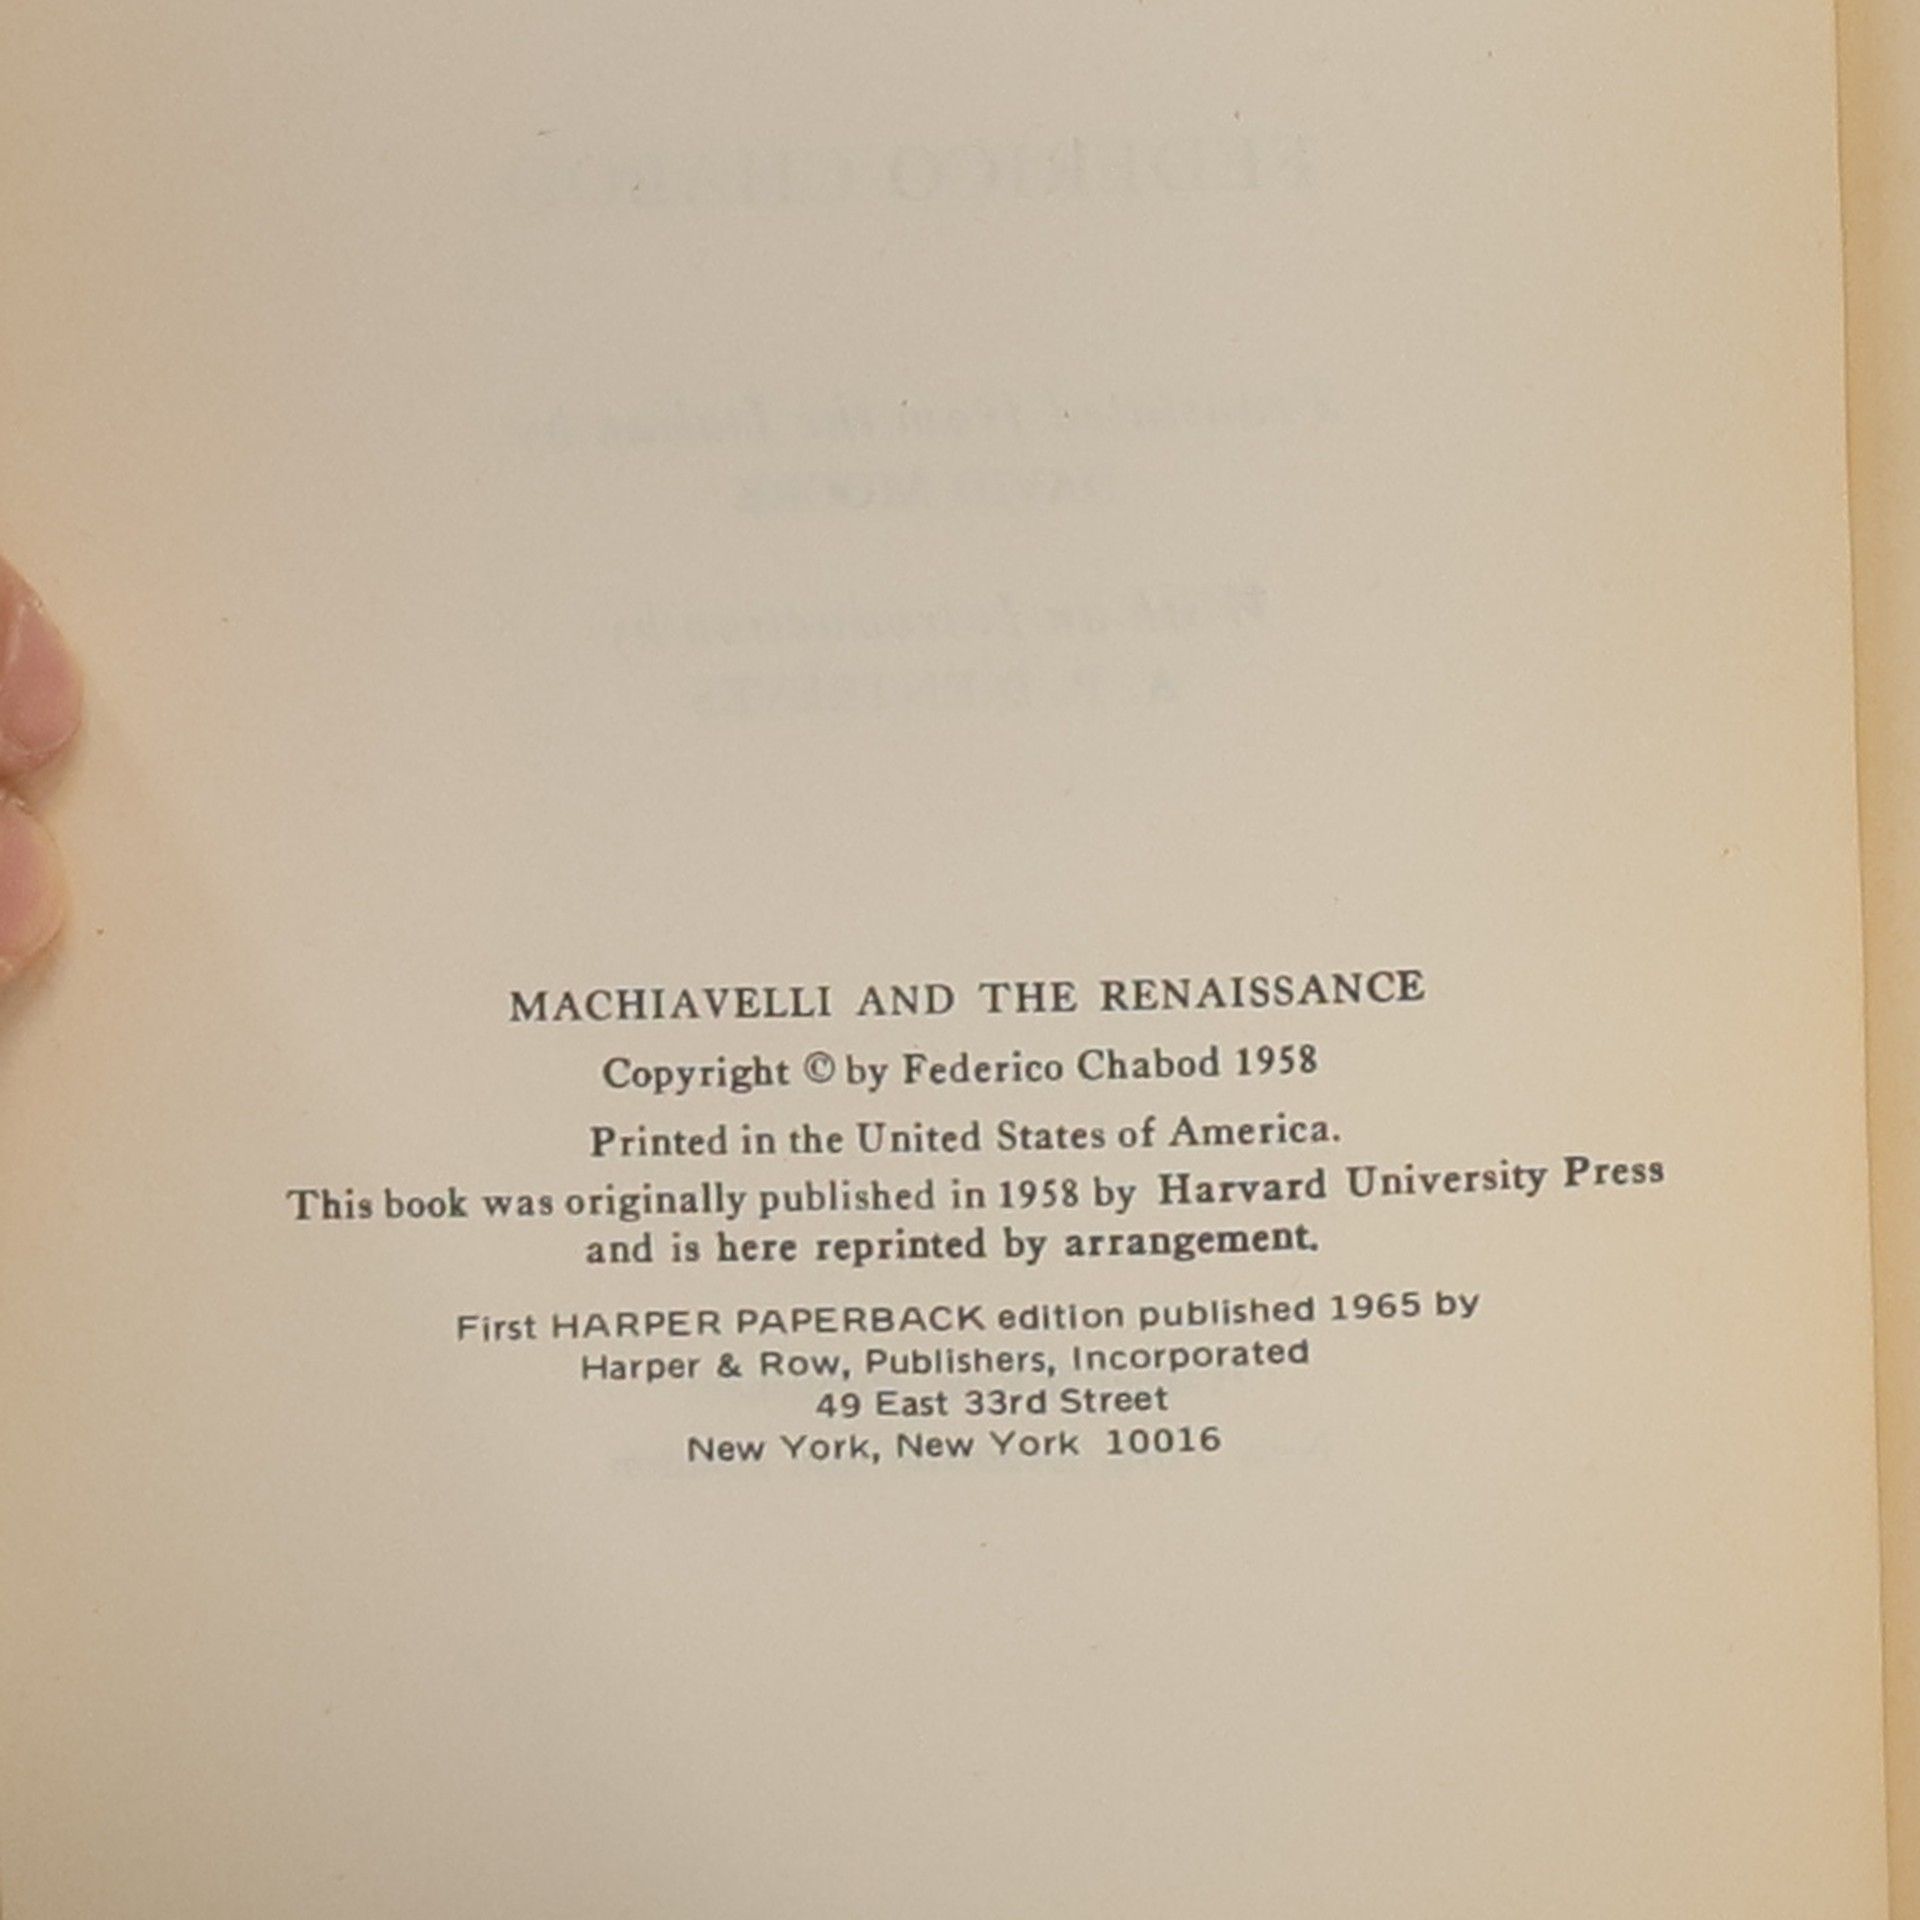 MACHIAVELLI AND THE RENAISSANCE
Copyright © by Federico Chabod 1958
Printed in the United States of America.
This book was originally published in 1958 by Harvard University Press
and is here reprinted by arrangement.
First HARPER PAPERBACK edition published 1965 by
Harper & Row, Publishers, Incorporated
49 East 33rd Street
New York, New York 10016